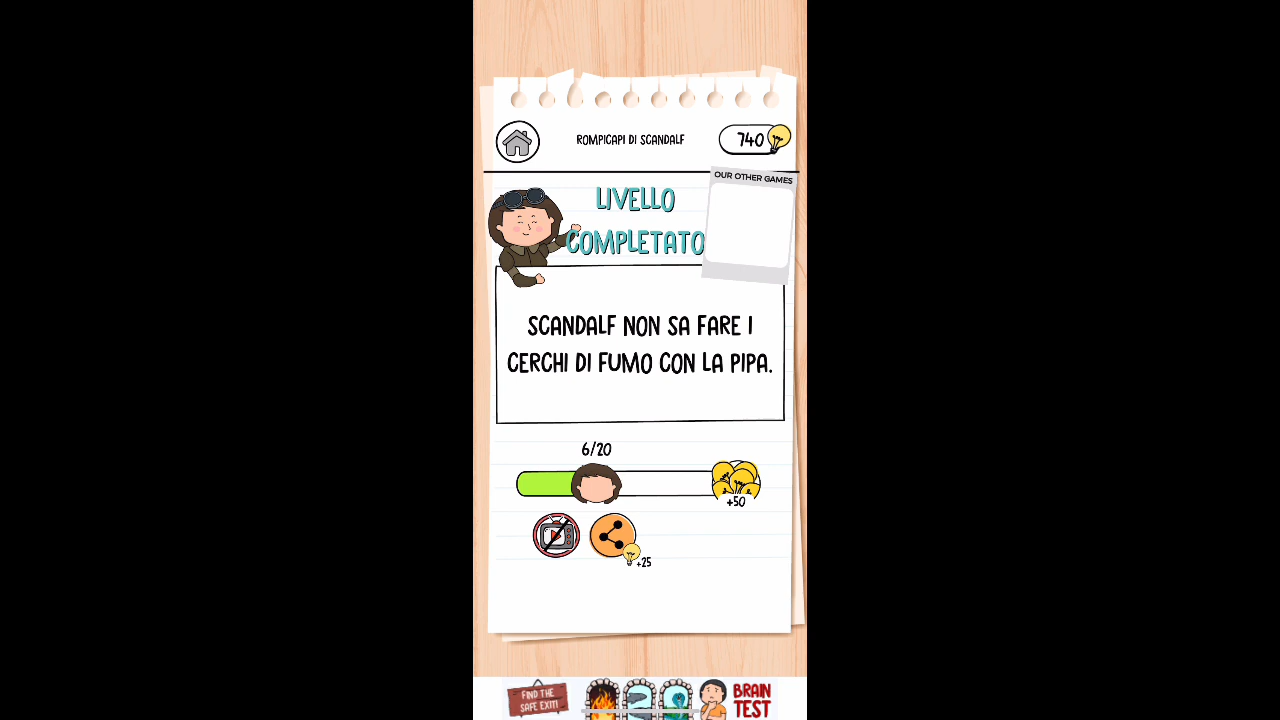 ROMPICAPI DI SCANDALF
740
OUR OTHER GAMES
LIVELLO
COMPLETATO
SCANDALF NON SA FARE I
CERCHI DI FUMO CON LA PIPA.
6/20
+50
+25
FIND THE
SAFE EXIT!
BRAIN
TEST